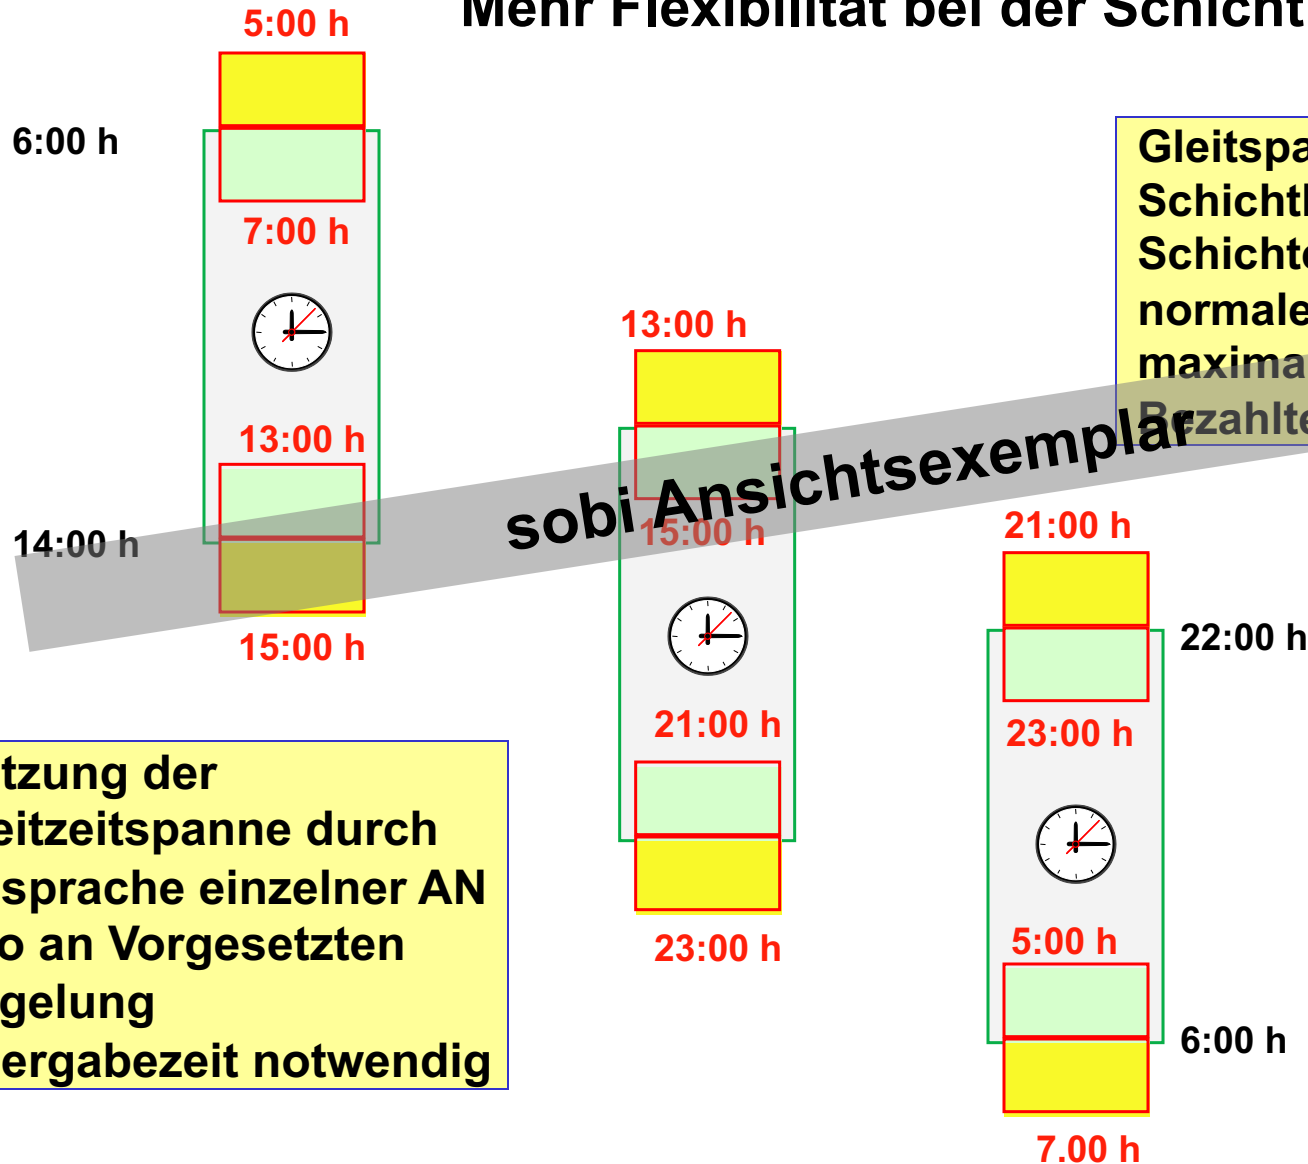 Mehr Flexibilität bei der Schicht
5:00 h
6:00 h
7:00 h
13:00 h
14:00 h
15:00 h
13:00 h
15:00 h
21:00 h
23:00 h
21:00 h
22:00 h
23:00 h
5:00 h
6:00 h
7.00 h
Gleitspa
Schicht
Schichte
normale
maxima
Bezahlte
sobi Ansichtsexemplar
tzung der
eitzeitspanne durch
sprache einzelner AN
o an Vorgesetzten
gelung
ergabezeit notwendig